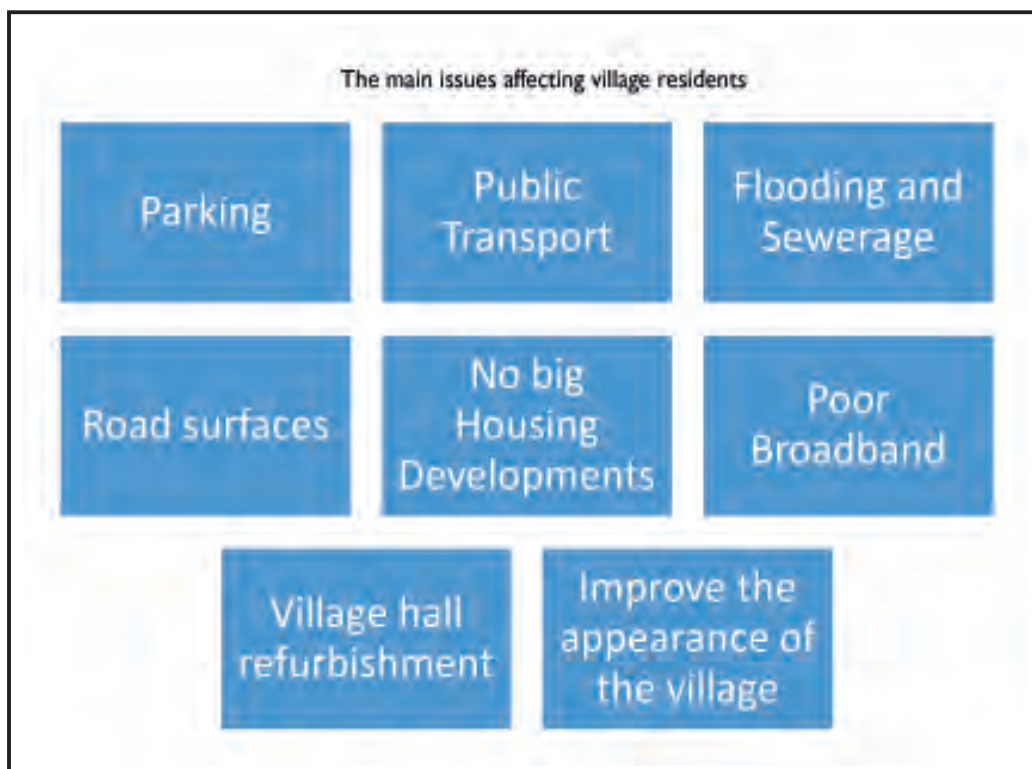 The main issues affecting village residents
Parking
Public
Transport
Flooding and
Sewerage
Road surfaces
No big
Housing
Developments
Poor
Broadband
Village hall
refurbishment
Improve the
appearance of
the village